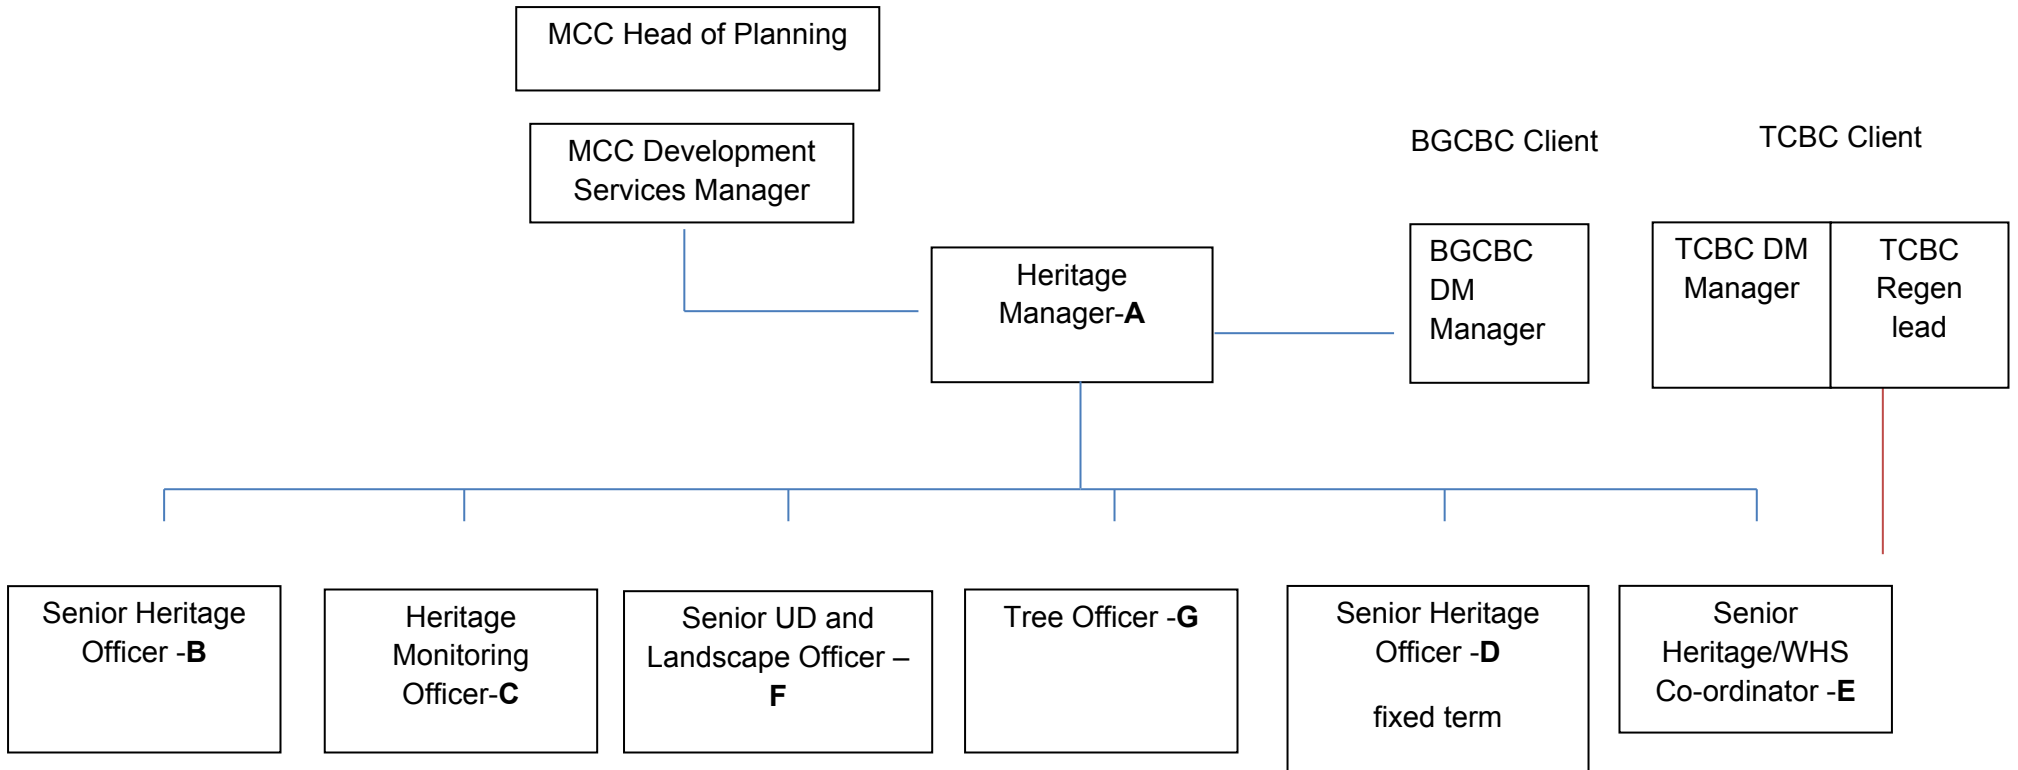 MCC Head of Planning
MCC Development
Services Manager
BGCBC Client
TCBC Client
Heritage
Manager-A
BGCBC
DM
Manager
TCBC DM
Manager
TCBC
Regen
lead
Senior Heritage
Officer -B
Heritage
Monitoring
Officer-C
Senior UD and
Landscape Officer –
F
Tree Officer -G
Senior Heritage
Officer -D
fixed term
Senior
Heritage/WHS
Co-ordinator -E